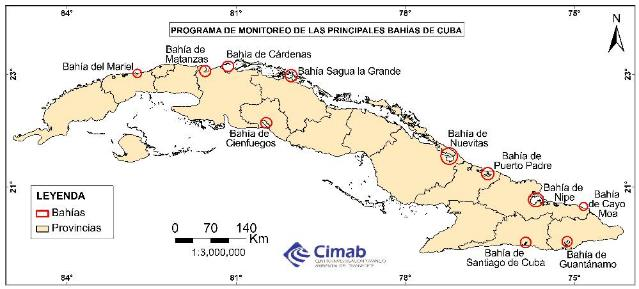 PROGRAMA DE MONITOREO DE LAS PRINCIPALES BAHÍAS DE CUBA
84°
81°
78°
75°
N
23°
23°
21°
21°
Bahía del Mariel
Bahía de
Matanzas
Bahía de Cárdenas
Bahía Sagua la Grande
Bahía de
Cienfuegos
Bahía de
Nuevitas
Bahía de
Puerto Padre
Bahía de
Nipe
Bahía
de Cayo
Moa
Bahía de
Santiago de Cuba
Bahía de
Guantánamo
LEYENDA
Bahías
Provincias
0 70 140
Km
1:3,000,000
Cimab
84°
81°
78°
75°